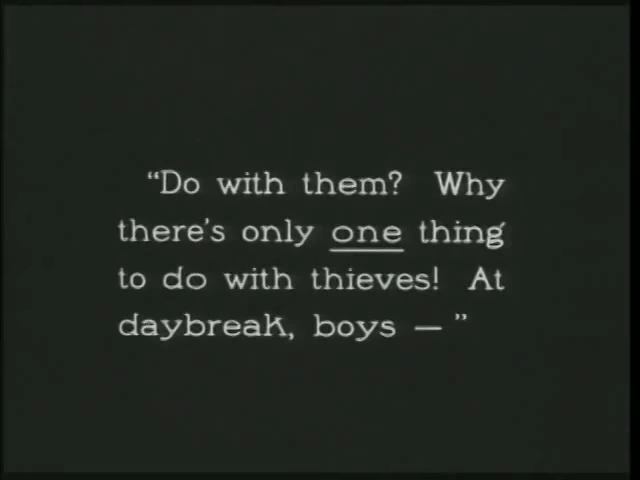 “Do with them? Why
there's only one thing
to do with thieves! At
daybreak, boys — ”